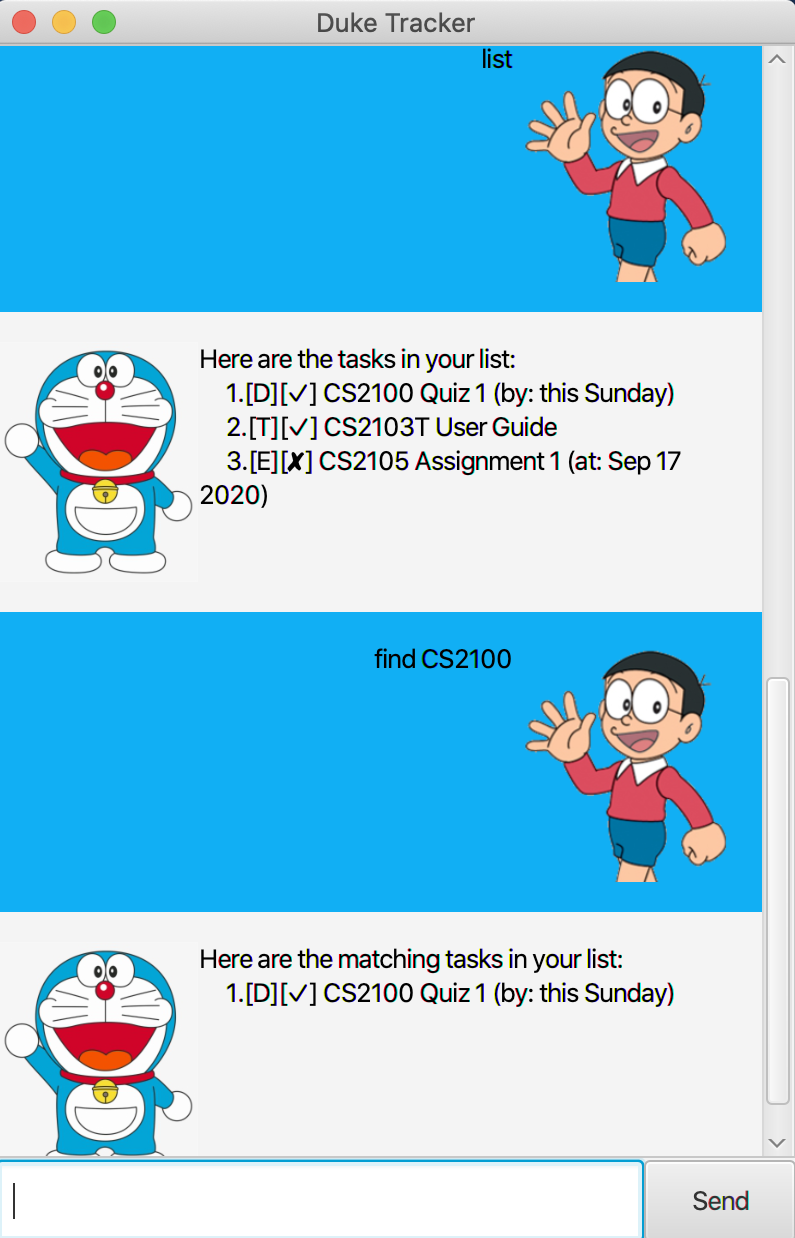 Duke Tracker
list
Here are the tasks in your list:
1.[D][✓] CS2100 Quiz 1 (by: this Sunday)
2.[T][✓] CS2103T User Guide
3.[E][✘] CS2105 Assignment 1 (at: Sep 17
2020)
find CS2100
Here are the matching tasks in your list:
1.[D][✓] CS2100 Quiz 1 (by: this Sunday)
Send